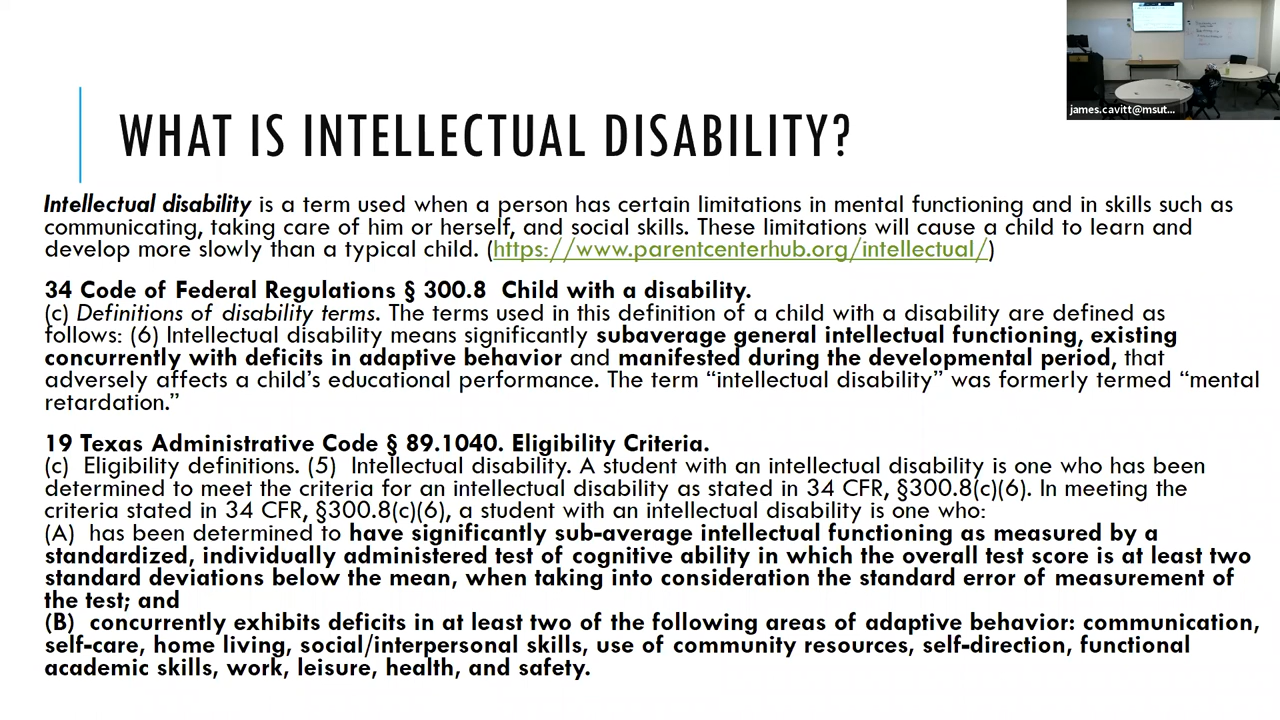 james.cavitt@msut...
WHAT IS INTELLECTUAL DISABILITY?
Intellectual disability is a term used when a person has certain limitations in mental functioning and in skills such as
communicating, taking care of him or herself, and social skills. These limitations will cause a child to learn and
develop more slowly than a typical child. (https://www.parentcenterhub.org/intellectual/)
34 Code of Federal Regulations § 300.8 Child with a disability.
(c) Definitions of disability terms. The terms used in this definition of a child with a disability are defined as
follows: (6) Intellectual disability means significantly subaverage general intellectual functioning, existing
concurrently with deficits in adaptive behavior and manifested during the developmental period, that
adversely affects a child's educational performance. The term “intellectual disability” was formerly termed “mental
retardation.”
19 Texas Administrative Code § 89.1040. Eligibility Criteria.
(c) Eligibility definitions. (5) Intellectual disability. A student with an intellectual disability is one who has been
determined to meet the criteria for an intellectual disability as stated in 34 CFR, §300.8(c)(6). In meeting the
criteria stated in 34 CFR, §300.8(c)(6), a student with an intellectual disability is one who:
(A) has been determined to have significantly sub-average intellectual functioning as measured by a
standardized, individually administered test of cognitive ability in which the overall test score is at least two
standard deviations below the mean, when taking into consideration the standard error of measurement of
the test; and
(B) concurrently exhibits deficits in at least two of the following areas of adaptive behavior: communication,
self-care, home living, social/interpersonal skills, use of community resources, self-direction, functional
academic skills, work, leisure, health, and safety.